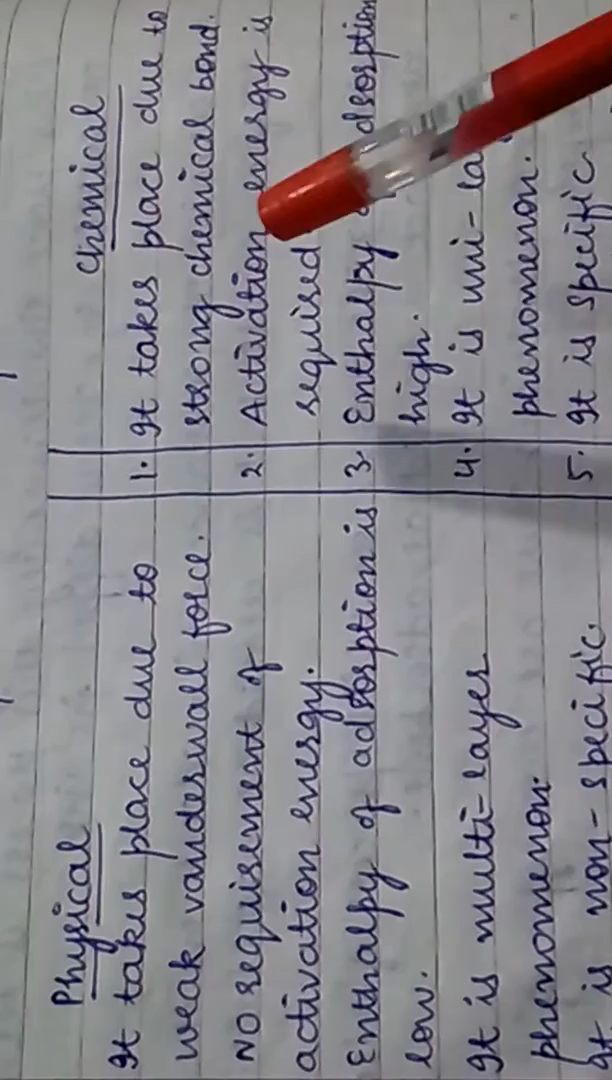 Physical
It takes place due to
weak vanderwall force.
No requirement of
activation energy.
Enthalpy of adsorption is
low.
It is multi-layer
phenomenon.
It is non-specific.
Chemical
1. It takes place due to
strong chemical bond.
2. Activation energy is
required
3. Enthalpy adsorption
high.
4. It is uni-
phenomenon.
5. It is specific.